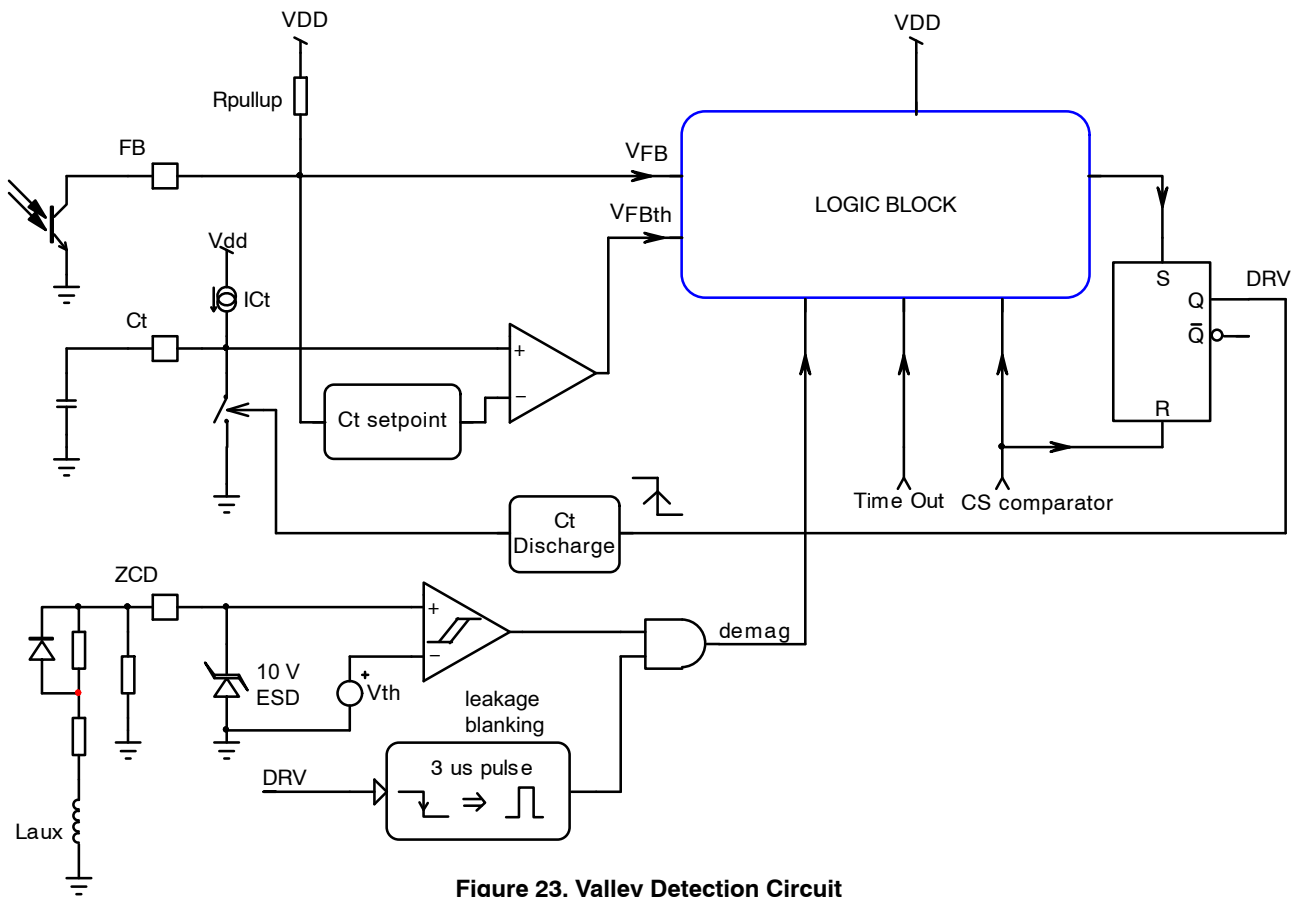 VDD
VDD
Rpullup
FB
VFB
LOGIC BLOCK
VFBth
Vdd
ICt
S
DRV
Q
Ct
Q̅
+
−
Ct setpoint
R
Time Out
CS comparator
Ct
Discharge
ZCD
+
−
demag
10 V
ESD
+
Vth
leakage
blanking
DRV
3 us pulse
⇒
Laux
Figure 23. Valley Detection Circuit